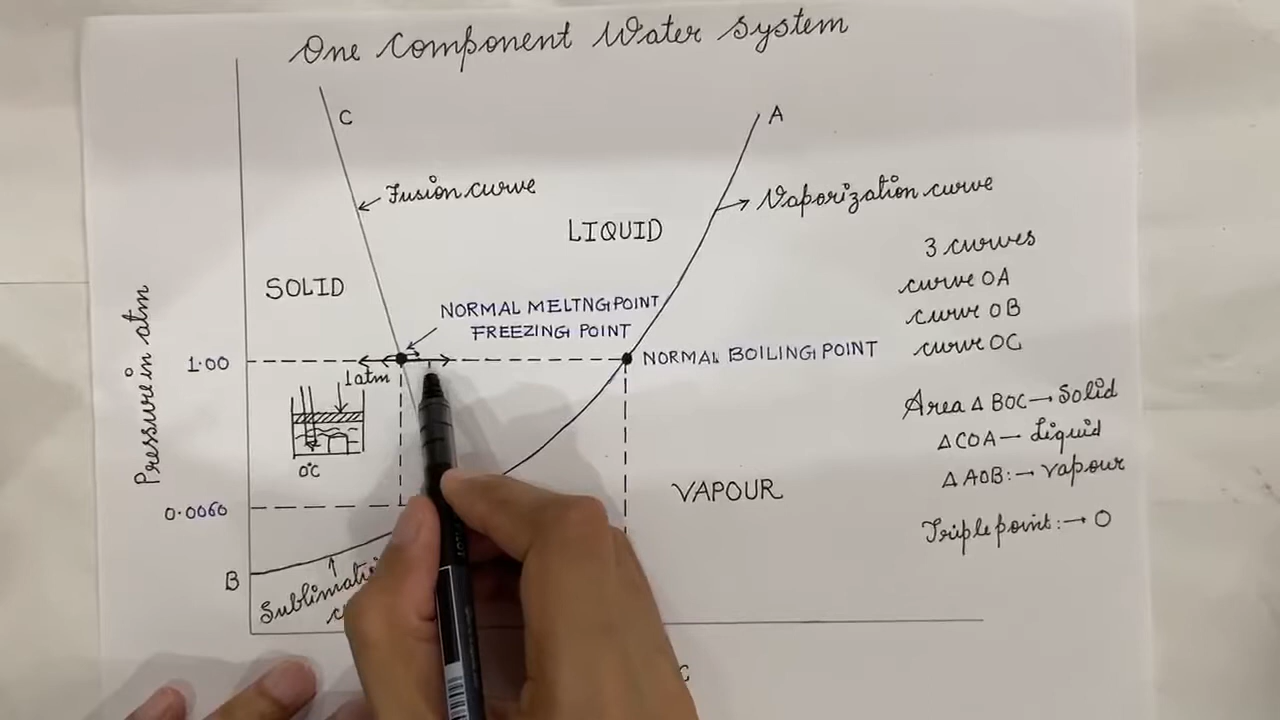 One Component Water System
C
A
Fusion curve
Vaporization curve
LIQUID
3 curves
SOLID
curve OA
curve OB
curve OC
NORMAL MELTNG POINT
FREEZING POINT
1.00
NORMAL BOILING POINT
1atm
Pressure in atm
Area Δ BOC → Solid
Δ COA → Liquid
Δ AOB: → Vapour
0°C
VAPOUR
0.0060
Triple point: → O
B